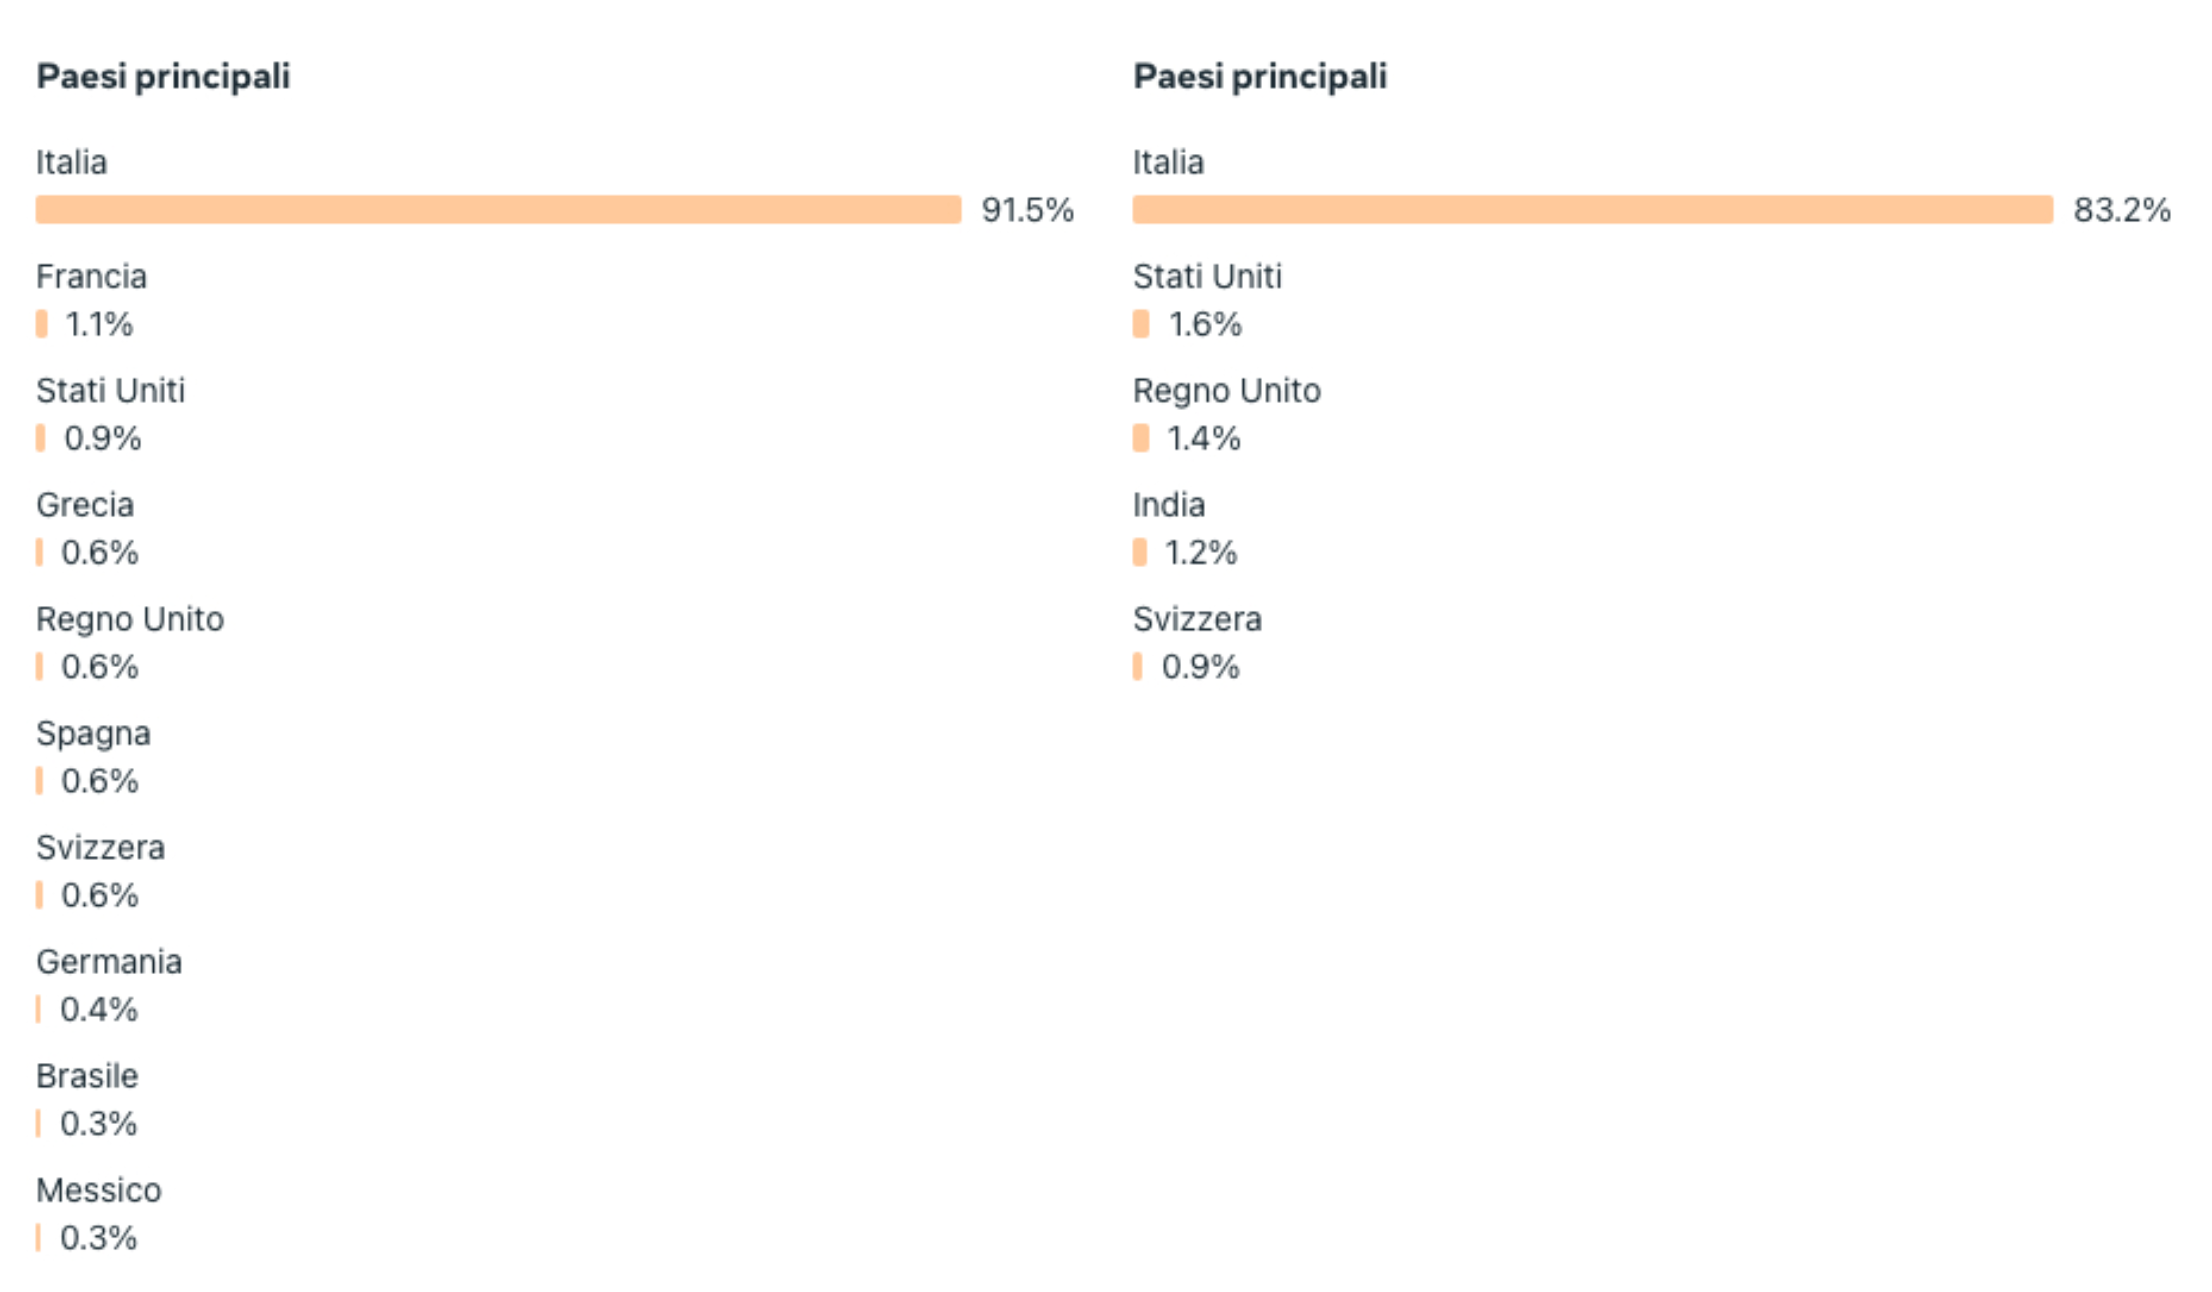 Paesi principali
Italia
91.5%
Francia
1.1%
Stati Uniti
0.9%
Grecia
0.6%
Regno Unito
0.6%
Spagna
0.6%
Svizzera
0.6%
Germania
0.4%
Brasile
0.3%
Messico
0.3%
Paesi principali
Italia
83.2%
Stati Uniti
1.6%
Regno Unito
1.4%
India
1.2%
Svizzera
0.9%